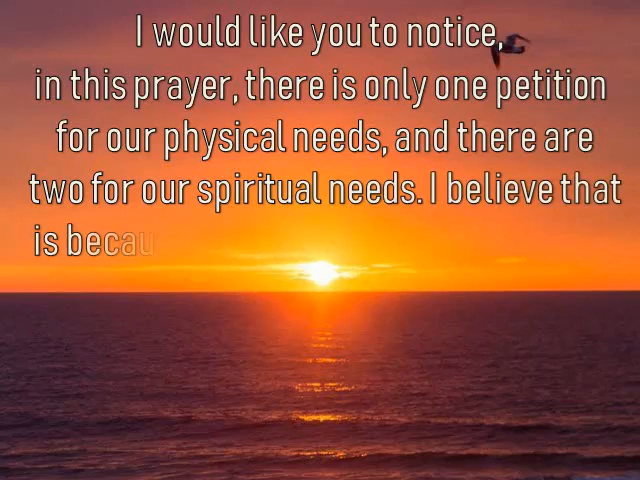 I would like you to notice,
in this prayer, there is only one petition
for our physical needs, and there are
two for our spiritual needs. I believe that
is becau